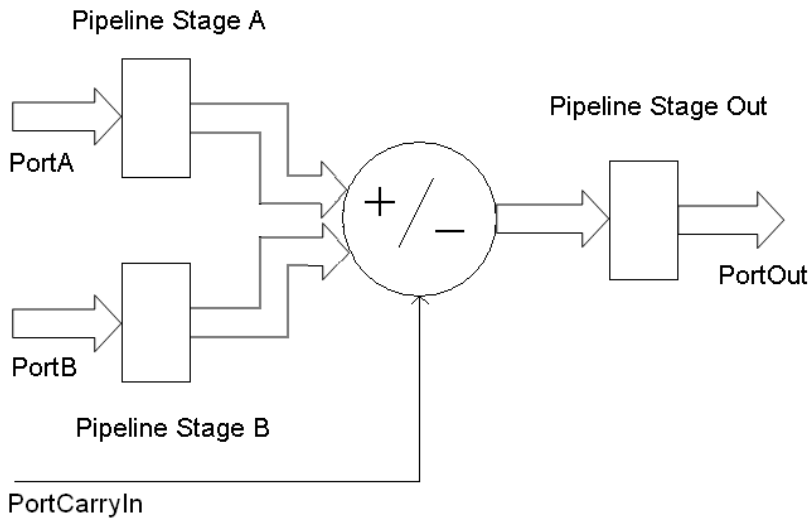 Pipeline Stage A
Pipeline Stage Out
PortA
+ / -
PortOut
PortB
Pipeline Stage B
PortCarryIn